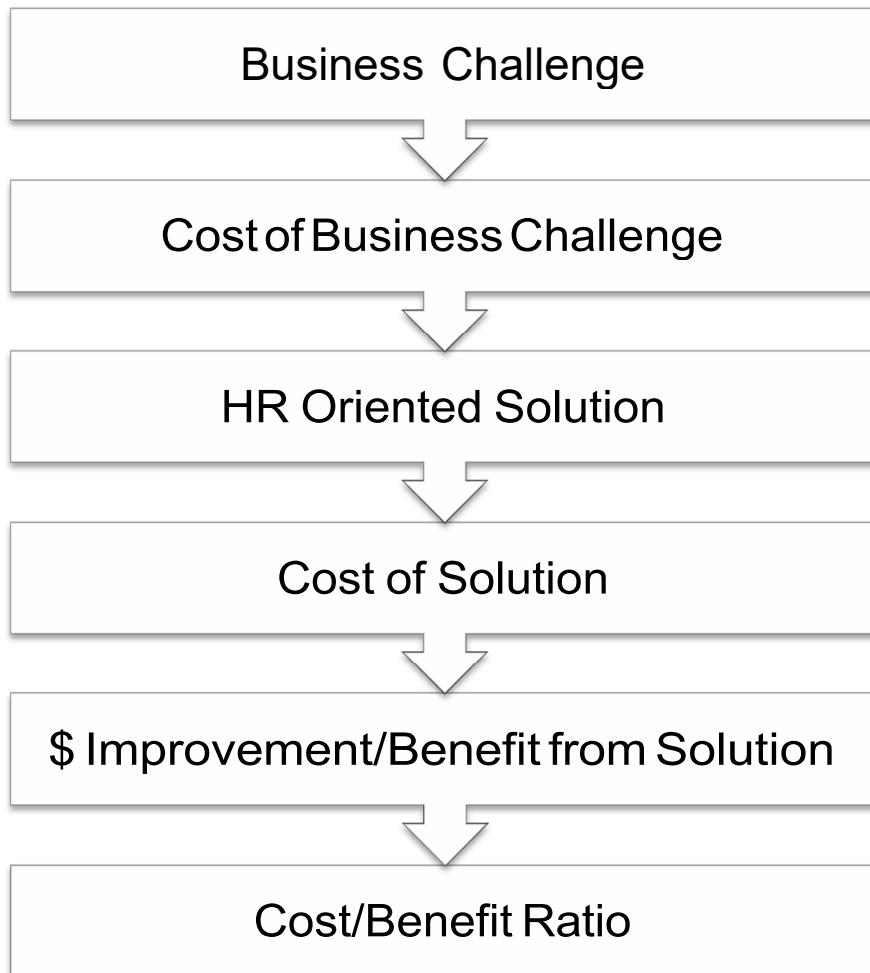 Business Challenge
Cost of Business Challenge
HR Oriented Solution
Cost of Solution
$ Improvement/Benefit from Solution
Cost/Benefit Ratio